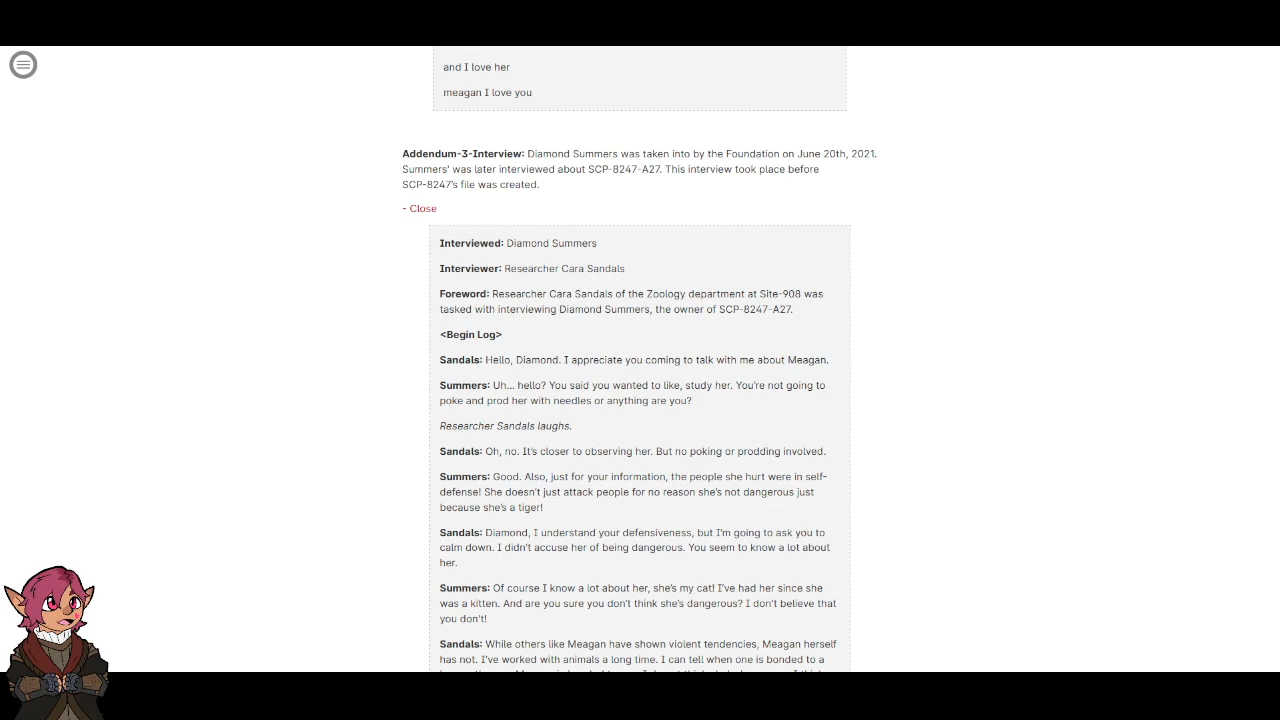 and I love her
meagan I love you
Addendum-3-Interview: Diamond Summers was taken into by the Foundation on June 20th, 2021.
Summers' was later interviewed about SCP-8247-A27. This interview took place before
SCP-8247's file was created.
- Close
Interviewed: Diamond Summers
Interviewer: Researcher Cara Sandals
Foreword: Researcher Cara Sandals of the Zoology department at Site-908 was
tasked with interviewing Diamond Summers, the owner of SCP-8247-A27.
<Begin Log>
Sandals: Hello, Diamond. I appreciate you coming to talk with me about Meagan.
Summers: Uh… hello? You said you wanted to like, study her. You're not going to
poke and prod her with needles or anything are you?
Researcher Sandals laughs.
Sandals: Oh, no. It's closer to observing her. But no poking or prodding involved.
Summers: Good. Also, just for your information, the people she hurt were in self-
defense! She doesn't just attack people for no reason she's not dangerous just
because she's a tiger!
Sandals: Diamond, I understand your defensiveness, but I'm going to ask you to
calm down. I didn't accuse her of being dangerous. You seem to know a lot about
her.
Summers: Of course I know a lot about her, she's my cat! I've had her since she
was a kitten. And are you sure you don't think she's dangerous? I don't believe that
you don't!
Sandals: While others like Meagan have shown violent tendencies, Meagan herself
has not. I've worked with animals a long time. I can tell when one is bonded to a